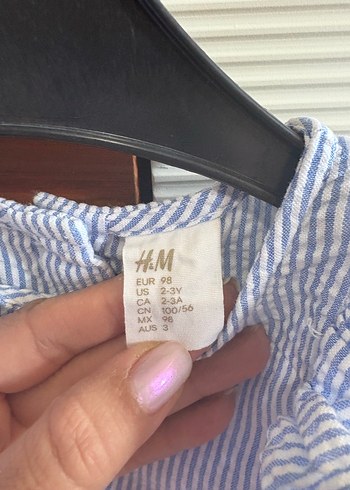 H&M
EUR 98
US 2-3Y
CA 2-3A
CN 100/56
MX 98
AUS 3